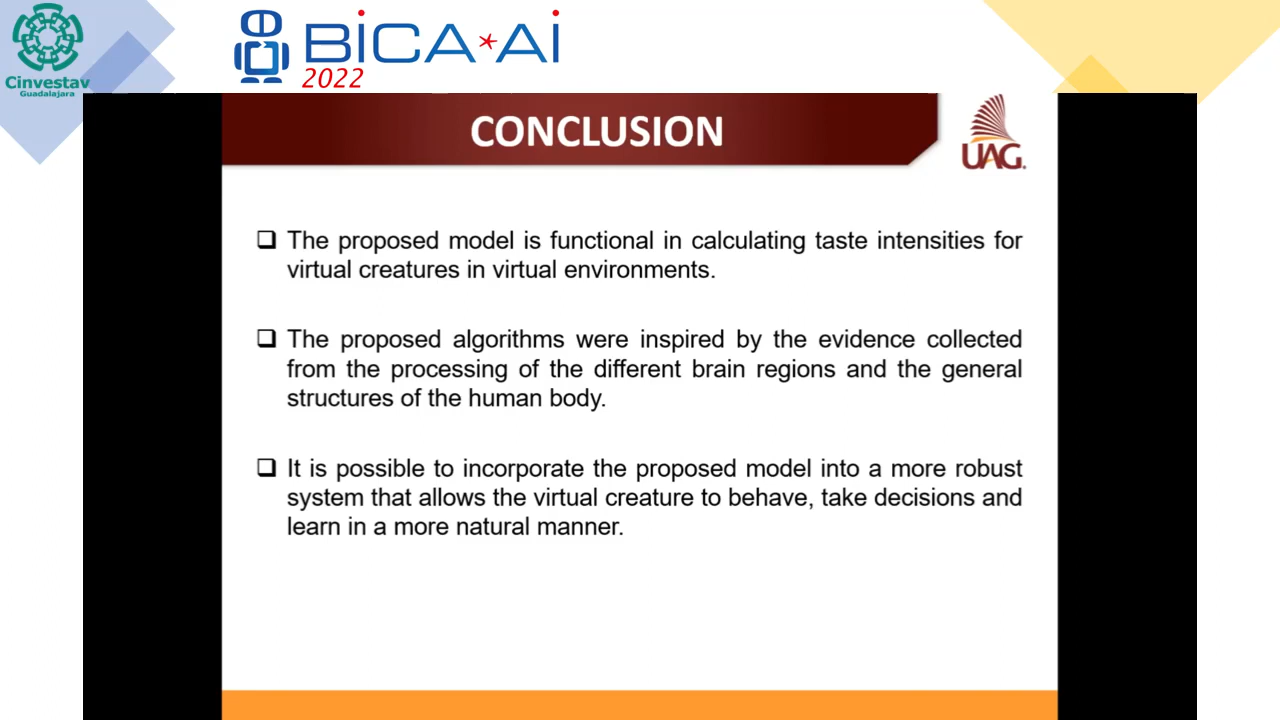 Cinvestav
Guadalajara
BiCA*Ai
2022
CONCLUSION
UAG
The proposed model is functional in calculating taste intensities for
virtual creatures in virtual environments.
The proposed algorithms were inspired by the evidence collected
from the processing of the different brain regions and the general
structures of the human body.
It is possible to incorporate the proposed model into a more robust
system that allows the virtual creature to behave, take decisions and
learn in a more natural manner.